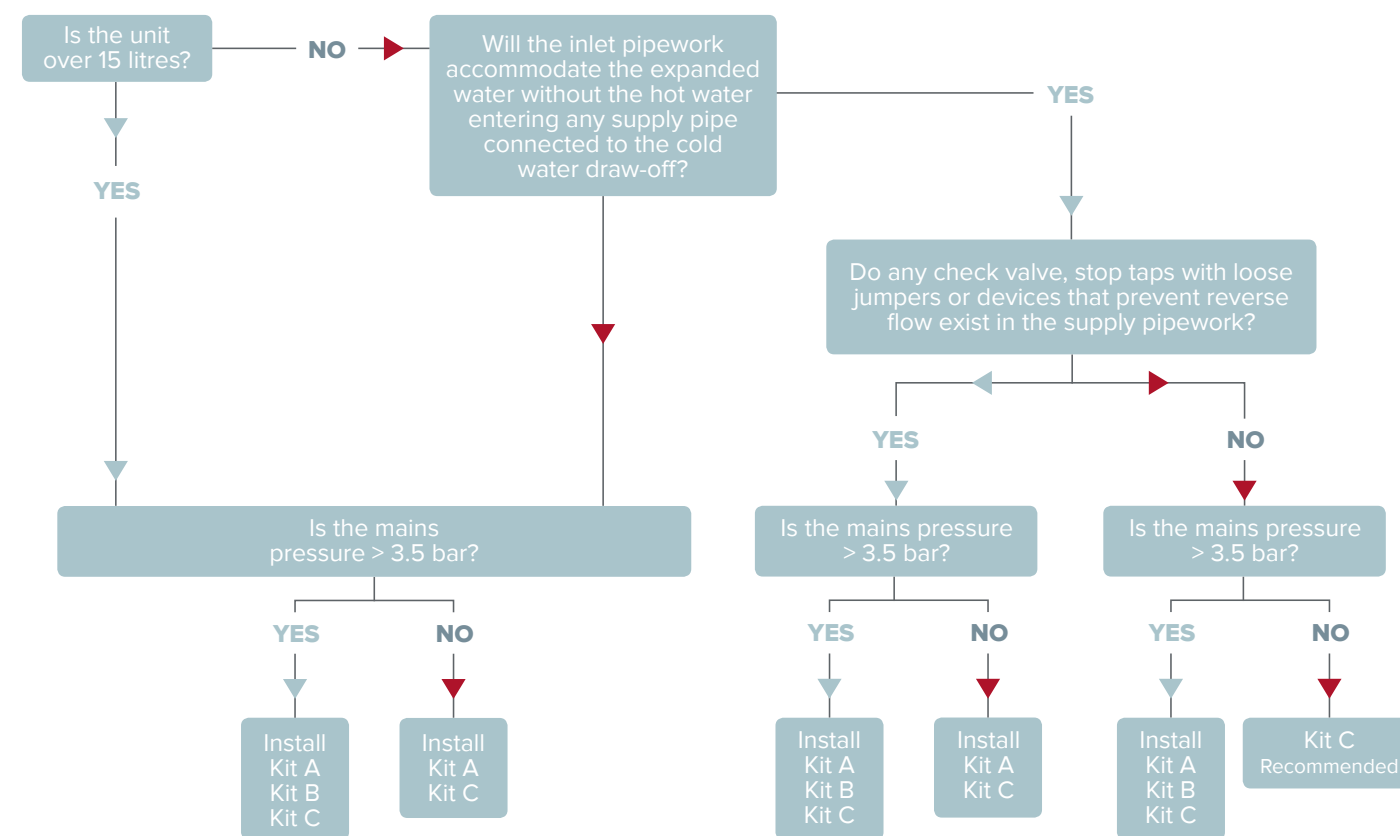 Is the unit
over 15 litres?
NO
Will the inlet pipework
accommodate the expanded
water without the hot water
entering any supply pipe
connected to the cold
water draw-off?
YES
YES
Do any check valve, stop taps with loose
jumpers or devices that prevent reverse
flow exist in the supply pipework?
YES
NO
Is the mains
pressure > 3.5 bar?
Is the mains pressure
> 3.5 bar?
Is the mains pressure
> 3.5 bar?
YES
NO
YES
NO
YES
NO
Install
Kit A
Kit B
Kit C
Install
Kit A
Kit C
Install
Kit A
Kit B
Kit C
Install
Kit A
Kit C
Install
Kit A
Kit B
Kit C
Kit C
Recommended